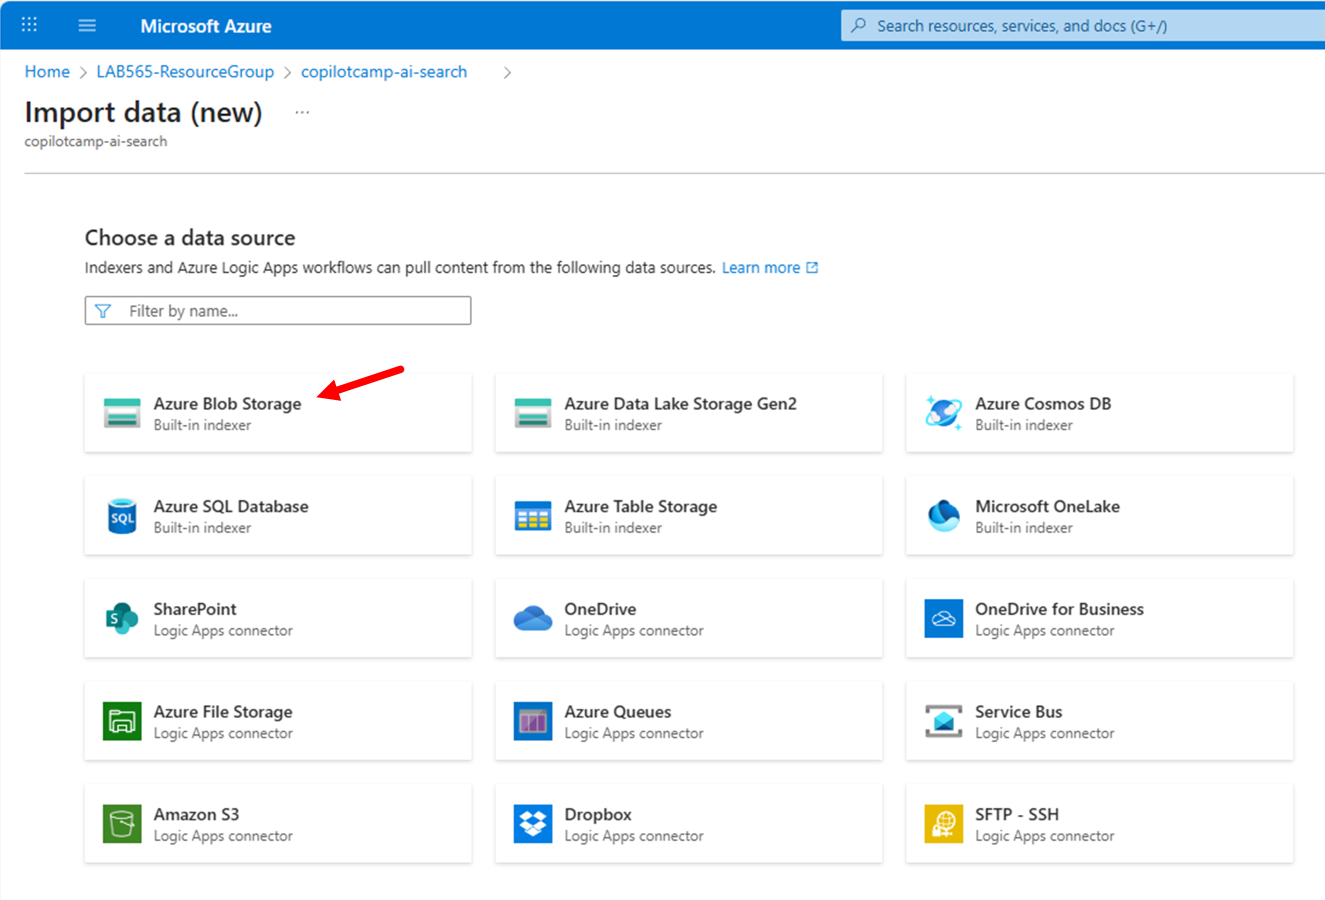 Microsoft Azure
Search resources, services, and docs (G+/)
Home > LAB565-ResourceGroup > copilotcamp-ai-search >
Import data (new) ...
copilotcamp-ai-search
Choose a data source
Indexers and Azure Logic Apps workflows can pull content from the following data sources. Learn more
Filter by name...
Azure Blob Storage
Built-in indexer
Azure Data Lake Storage Gen2
Built-in indexer
Azure Cosmos DB
Built-in indexer
SQL
Azure SQL Database
Built-in indexer
Azure Table Storage
Built-in indexer
Microsoft OneLake
Built-in indexer
S
SharePoint
Logic Apps connector
OneDrive
Logic Apps connector
OneDrive for Business
Logic Apps connector
Azure File Storage
Logic Apps connector
Azure Queues
Logic Apps connector
Service Bus
Logic Apps connector
Amazon S3
Logic Apps connector
Dropbox
Logic Apps connector
SFTP - SSH
Logic Apps connector